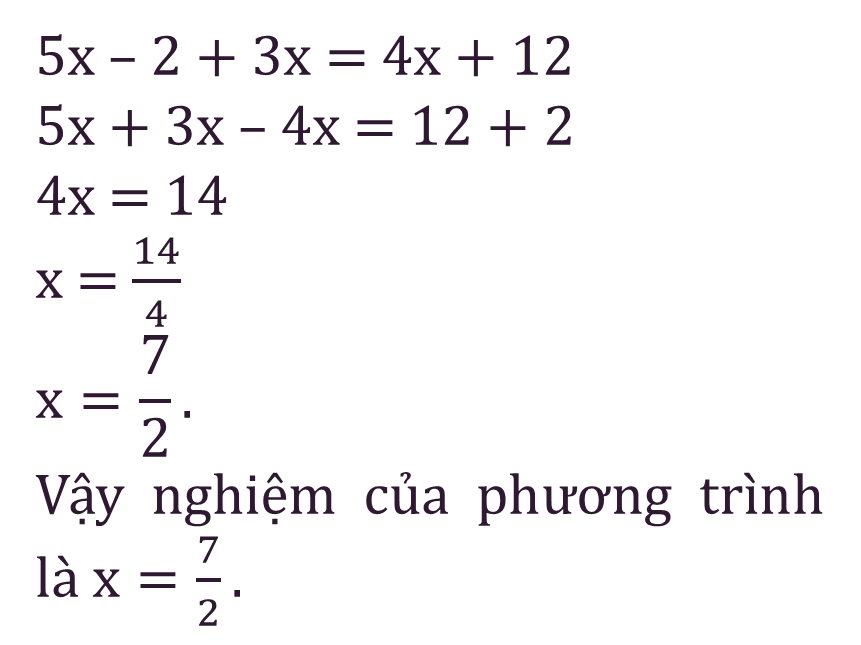 5x – 2 + 3x = 4x + 12
5x + 3x – 4x = 12 + 2
4x = 14
x = 14/4
x = 7/2 .
Vậy nghiệm của phương trình
là x = 7/2 .